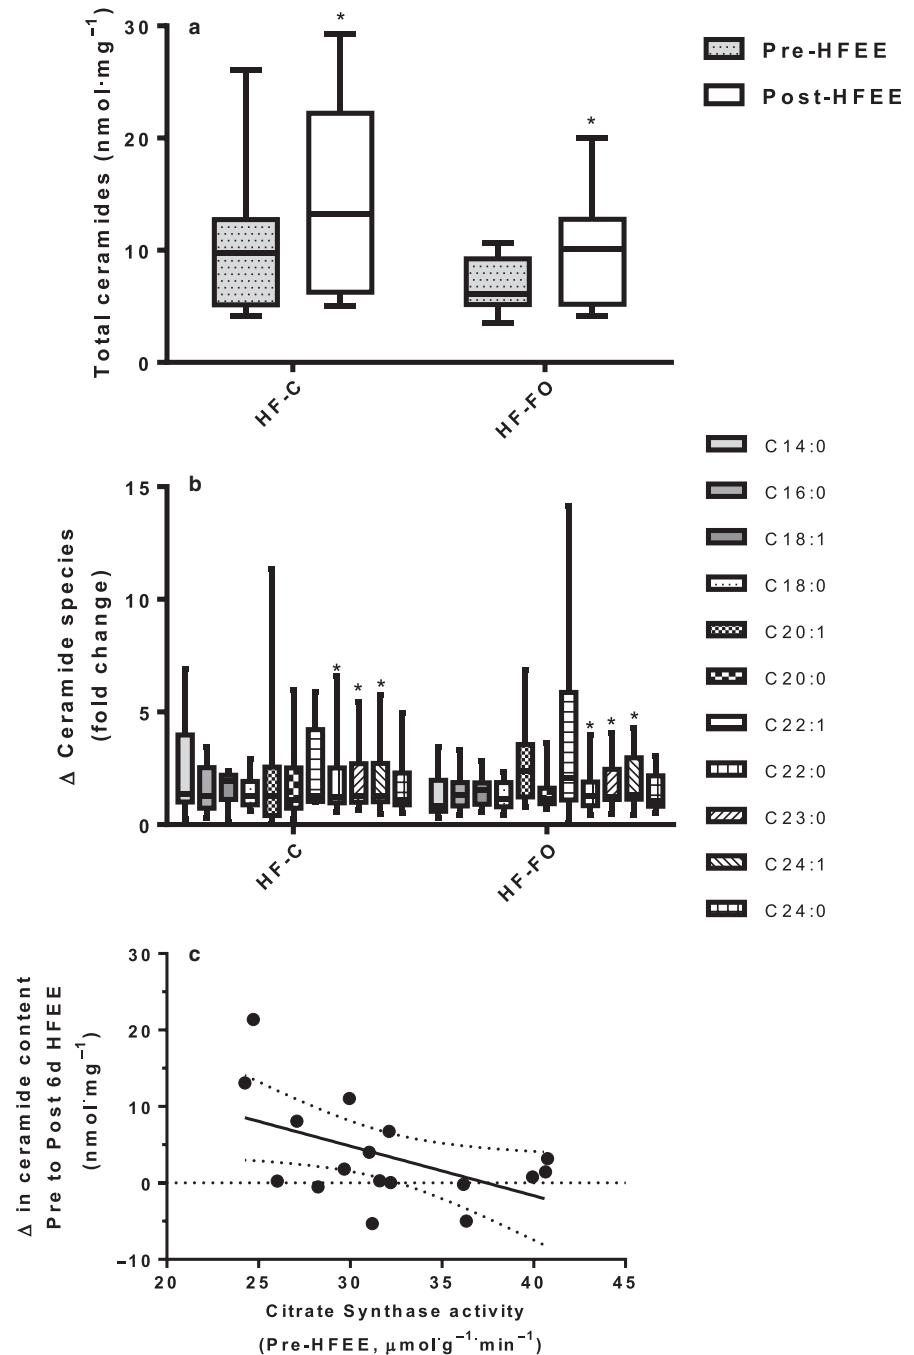 a
Total ceramides (nmol·mg⁻¹)
30
20
10
0
*
*
HF-C
HF-FO
Pre-HFEE
Post-HFEE
b
Δ Ceramide species
(fold change)
15
10
5
0
* * *
* * *
HF-C
HF-FO
C14:0
C16:0
C18:1
C18:0
C20:1
C20:0
C22:1
C22:0
C23:0
C24:1
C24:0
c
Δ in ceramide content
Pre to Post 6d HFEE
(nmol·mg⁻¹)
30
20
10
0
−10
20 25 30 35 40 45
Citrate Synthase activity
(Pre-HFEE, μmol·g⁻¹·min⁻¹)